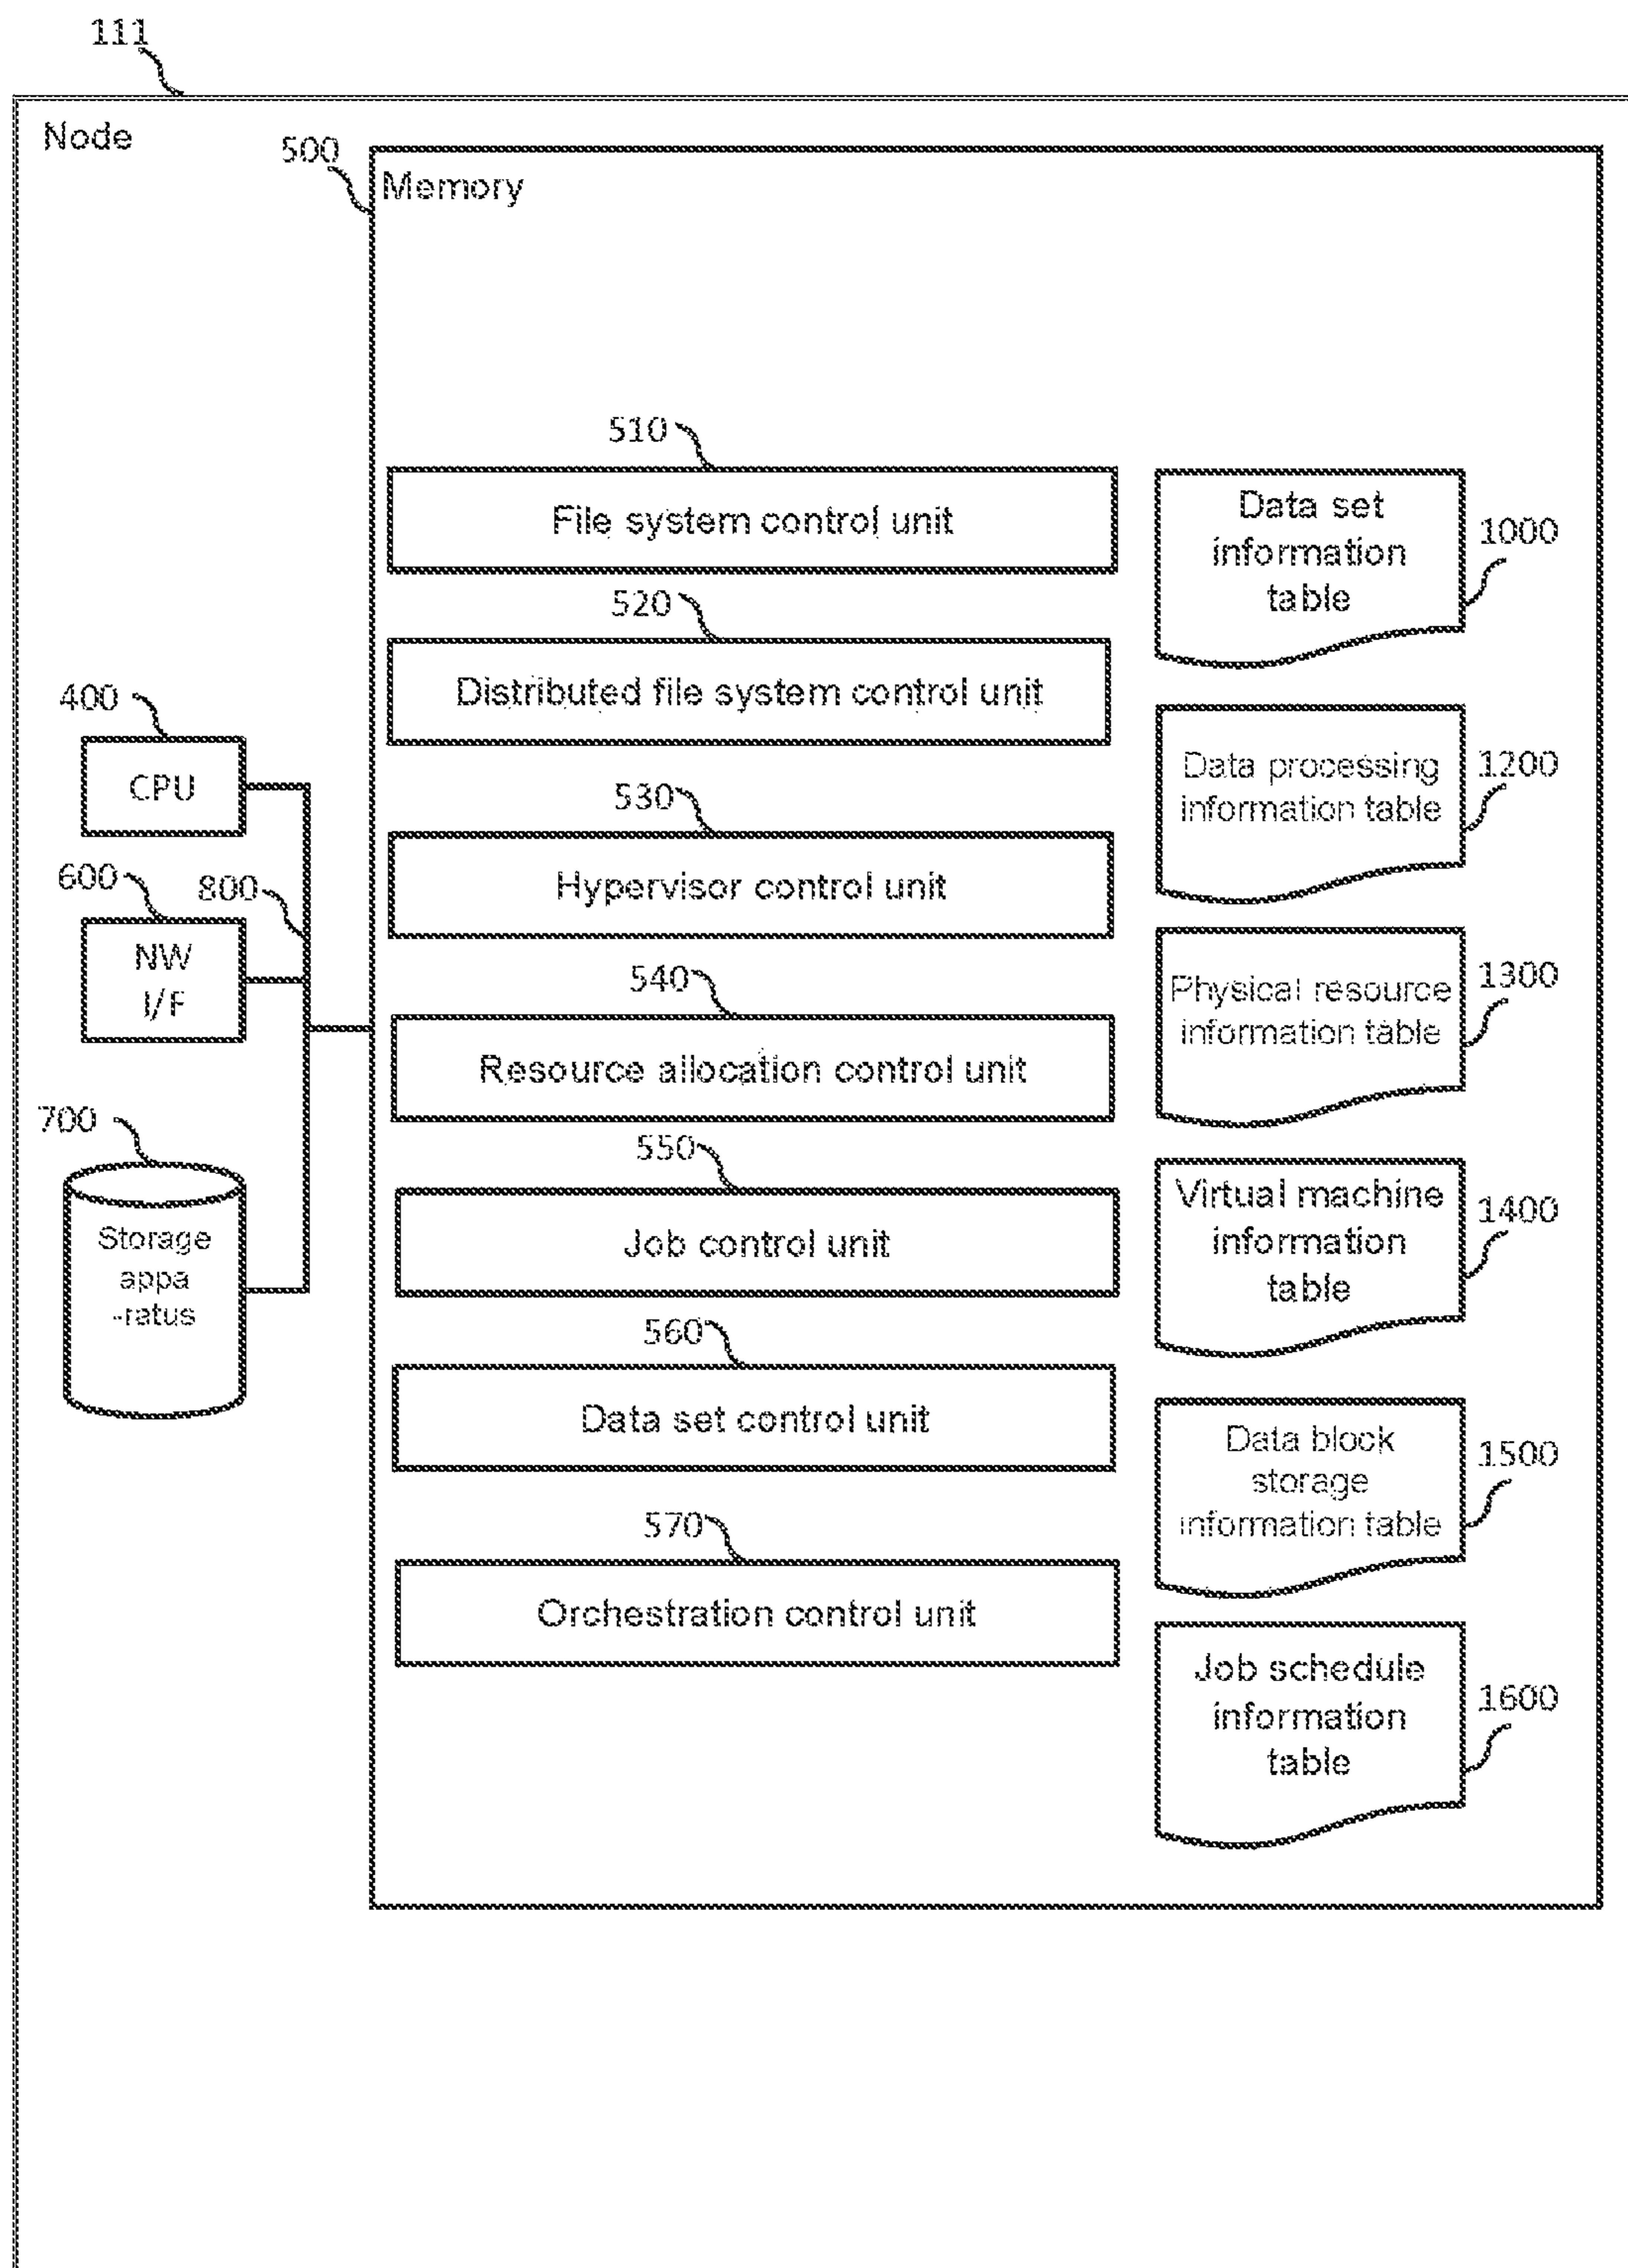 111
Node
500
Memory
510
File system control unit
Data set
information
table
1000
520
Distributed file system control unit
400
CPU
Data processing
information table
1200
530
Hypervisor control unit
600
800
NW
I/F
540
Resource allocation control unit
Physical resource
information table
1300
700
Storage
appa
-ratus
550
Job control unit
Virtual machine
information
table
1400
560
Data set control unit
Data block
storage
information table
1500
570
Orchestration control unit
Job schedule
information
table
1600